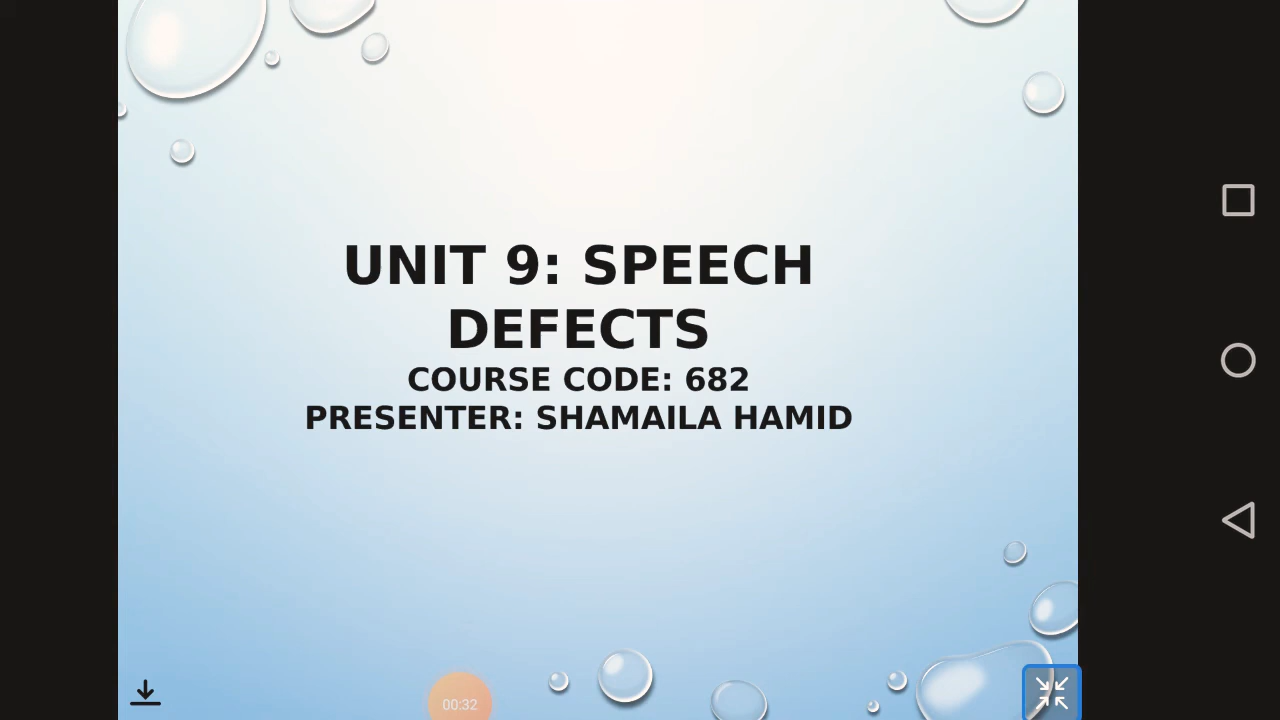 UNIT 9: SPEECH
DEFECTS
COURSE CODE: 682
PRESENTER: SHAMAILA HAMID
00:32